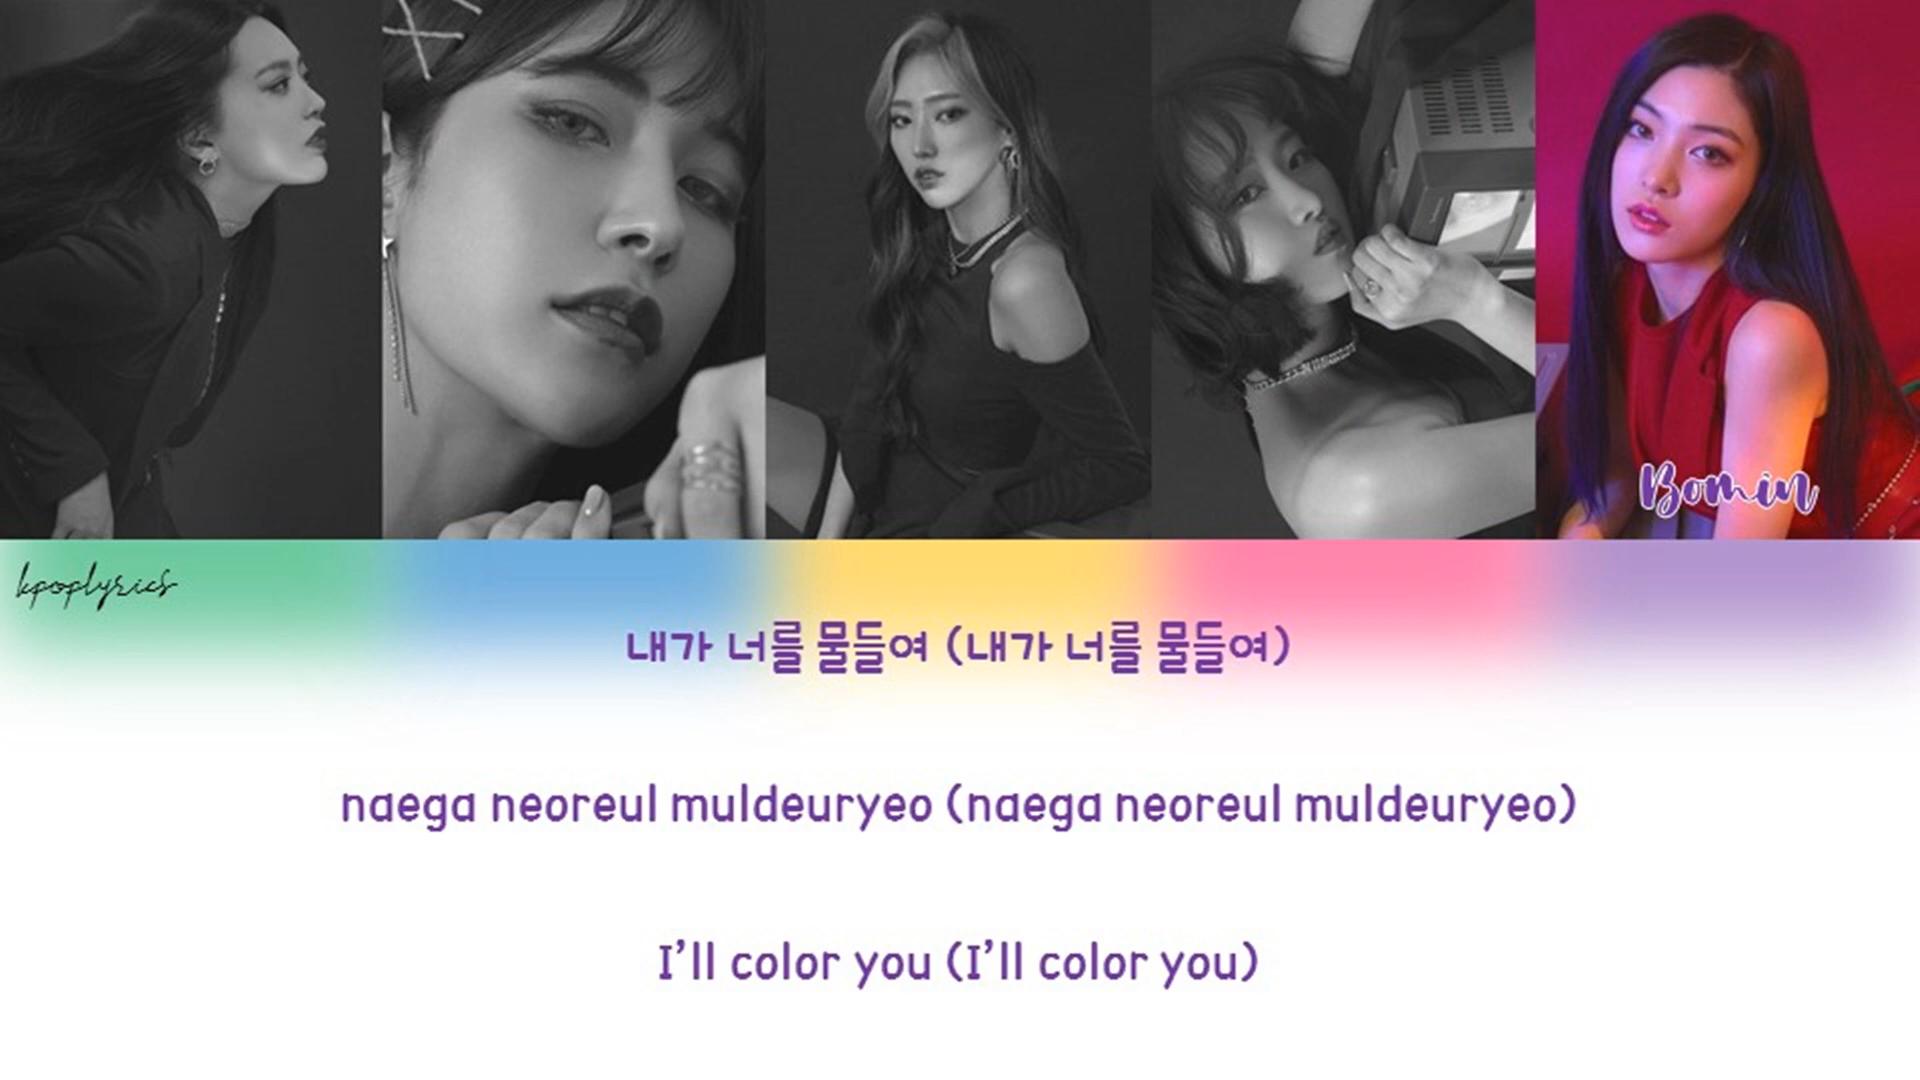 Bomin
kpoplyrics
내가 너를 물들여 (내가 너를 물들여)
naega neoreul muldeuryeo (naega neoreul muldeuryeo)
I'll color you (I'll color you)